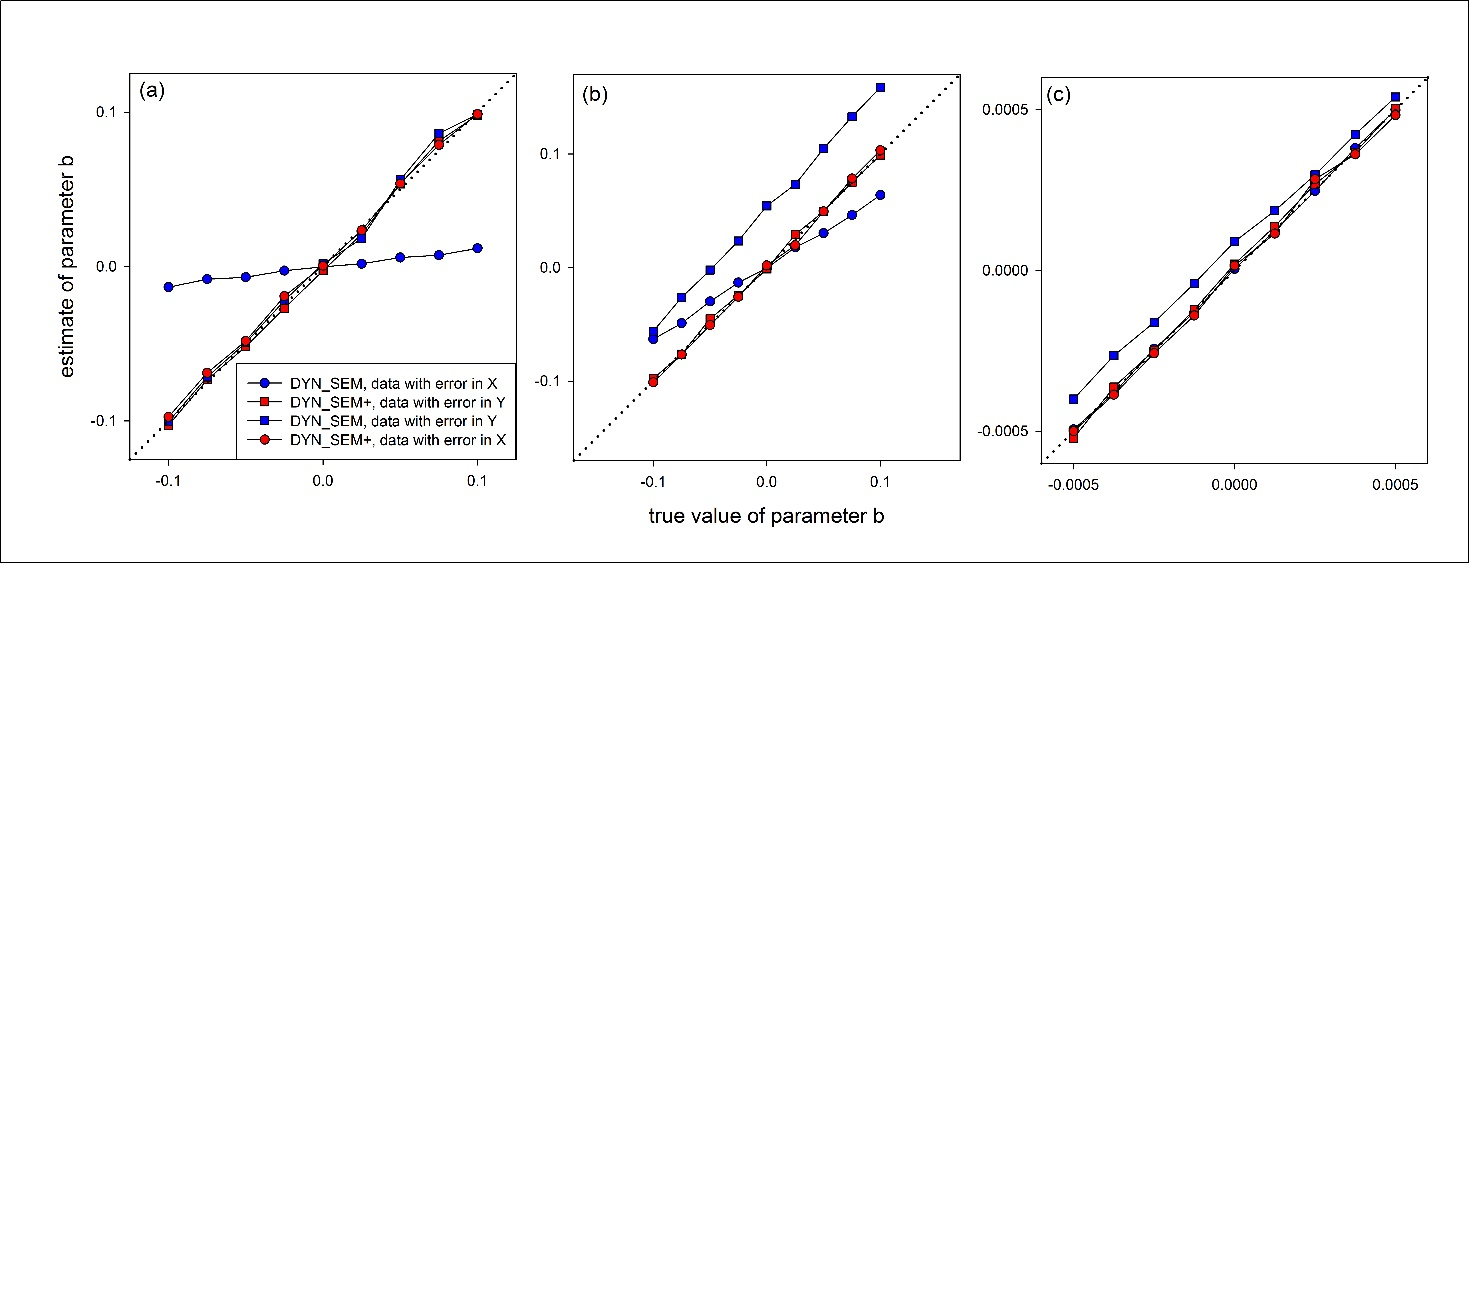 (a)
(b)
(c)
estimate of parameter b
0.1
0.0
-0.1
DYN_SEM, data with error in X
DYN_SEM+, data with error in Y
DYN_SEM, data with error in Y
DYN_SEM+, data with error in X
-0.1 0.0 0.1
0.1
0.0
-0.1
-0.1 0.0 0.1
0.0005
0.0000
-0.0005
-0.0005 0.0000 0.0005
true value of parameter b